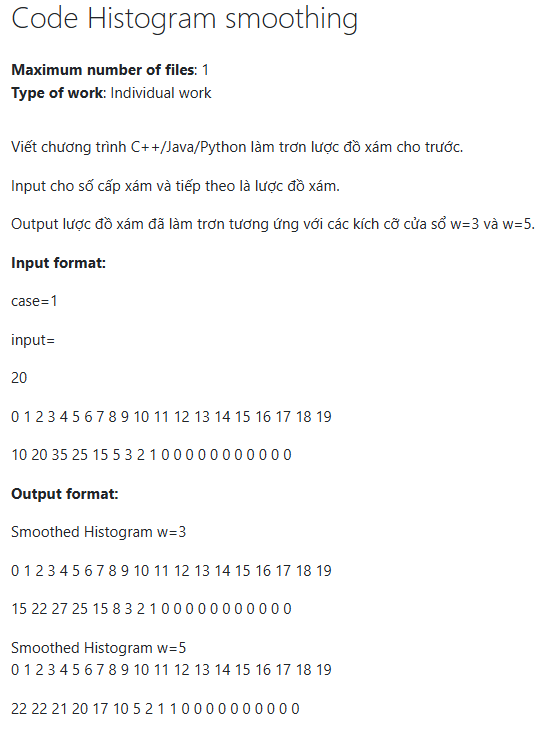 Code Histogram smoothing
Maximum number of files: 1
Type of work: Individual work
Viết chương trình C++/Java/Python làm trơn lược đồ xám cho trước.
Input cho số cấp xám và tiếp theo là lược đồ xám.
Output lược đồ xám đã làm trơn tương ứng với các kích cỡ cửa sổ w=3 và w=5.
Input format:
case=1
input=
20
0 1 2 3 4 5 6 7 8 9 10 11 12 13 14 15 16 17 18 19
10 20 35 25 15 5 3 2 1 0 0 0 0 0 0 0 0 0 0 0
Output format:
Smoothed Histogram w=3
0 1 2 3 4 5 6 7 8 9 10 11 12 13 14 15 16 17 18 19
15 22 27 25 15 8 3 2 1 0 0 0 0 0 0 0 0 0 0 0
Smoothed Histogram w=5
0 1 2 3 4 5 6 7 8 9 10 11 12 13 14 15 16 17 18 19
22 22 21 20 17 10 5 2 1 1 0 0 0 0 0 0 0 0 0 0